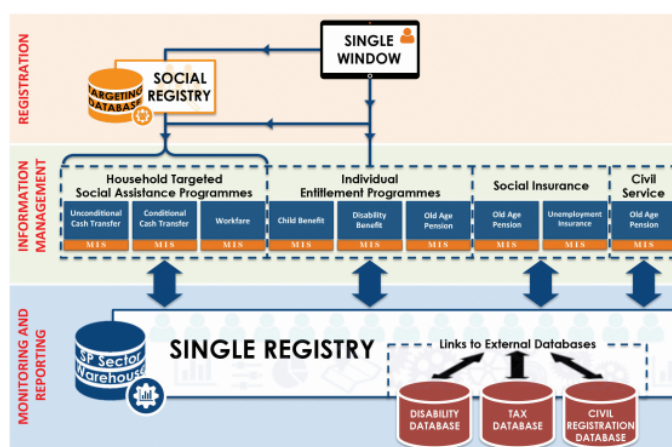 REGISTRATION
SINGLE
WINDOW
TARGETING
DATABASE
SOCIAL
REGISTRY
INFORMATION
MANAGEMENT
Household Targeted
Social Assistance Programmes
Unconditional
Cash Transfer
MIS
Conditional
Cash Transfer
MIS
Workfare
MIS
Individual
Entitlement Programmes
Child Benefit
MIS
Disability
Benefit
MIS
Old Age
Pension
MIS
Social Insurance
Old Age
Pension
MIS
Unemployment
Insurance
MIS
Civil
Service
Old Age
Pension
MIS
MONITORING AND
REPORTING
SP Sector
Warehouse
SINGLE REGISTRY
Links to External Databases
DISABILITY
DATABASE
TAX
DATABASE
CIVIL
REGISTRATION
DATABASE